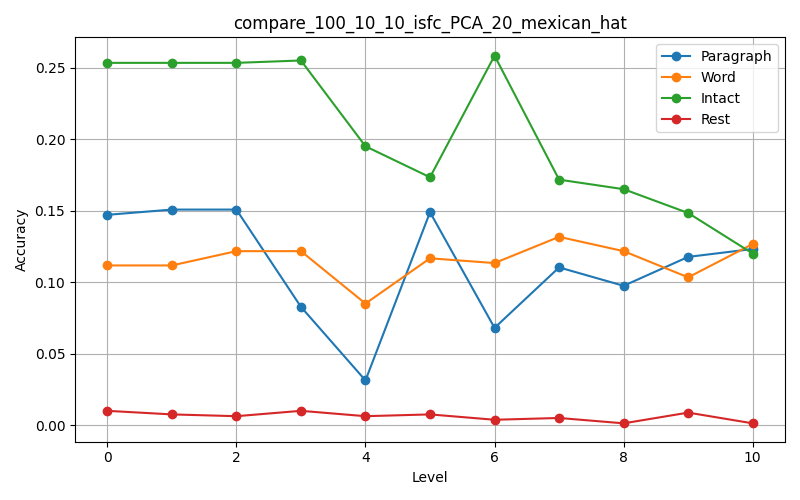 compare_100_10_10_isfc_PCA_20_mexican_hat
Paragraph
Word
Intact
Rest
Accuracy
0.25
0.20
0.15
0.10
0.05
0.00
0 2 4 6 8 10
Level